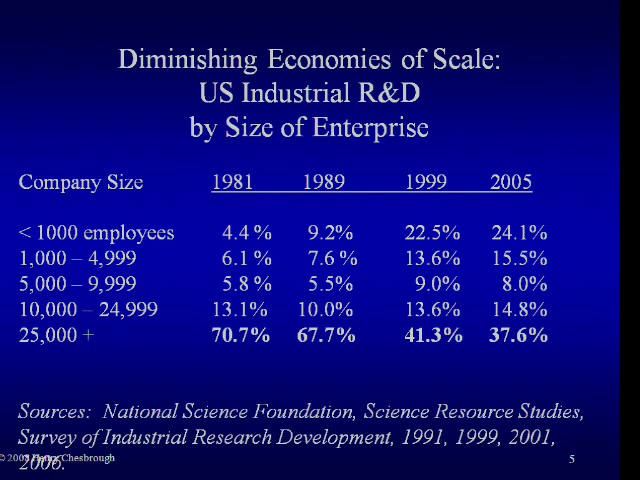 Diminishing Economies of Scale:
US Industrial R&D
by Size of Enterprise
Company Size 1981 1989 1999 2005
< 1000 employees 4.4 % 9.2% 22.5% 24.1%
1,000 – 4,999 6.1 % 7.6 % 13.6% 15.5%
5,000 – 9,999 5.8 % 5.5% 9.0% 8.0%
10,000 – 24,999 13.1% 10.0% 13.6% 14.8%
25,000 + 70.7% 67.7% 41.3% 37.6%
Sources: National Science Foundation, Science Resource Studies,
Survey of Industrial Research Development, 1991, 1999, 2001,
2006.
© Chesbrough
5